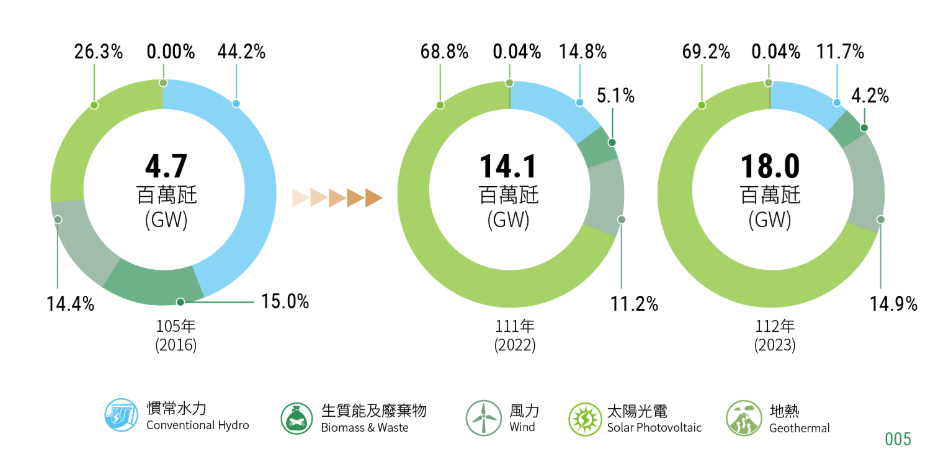 26.3%
0.00%
44.2%
4.7
百萬瓩
(GW)
14.4%
15.0%
105年
(2016)
68.8%
0.04%
14.8%
5.1%
14.1
百萬瓩
(GW)
11.2%
111年
(2022)
69.2%
0.04%
11.7%
4.2%
18.0
百萬瓩
(GW)
14.9%
112年
(2023)
慣常水力
Conventional Hydro
生質能及廢棄物
Biomass & Waste
風力
Wind
太陽光電
Solar Photovoltaic
地熱
Geothermal
005